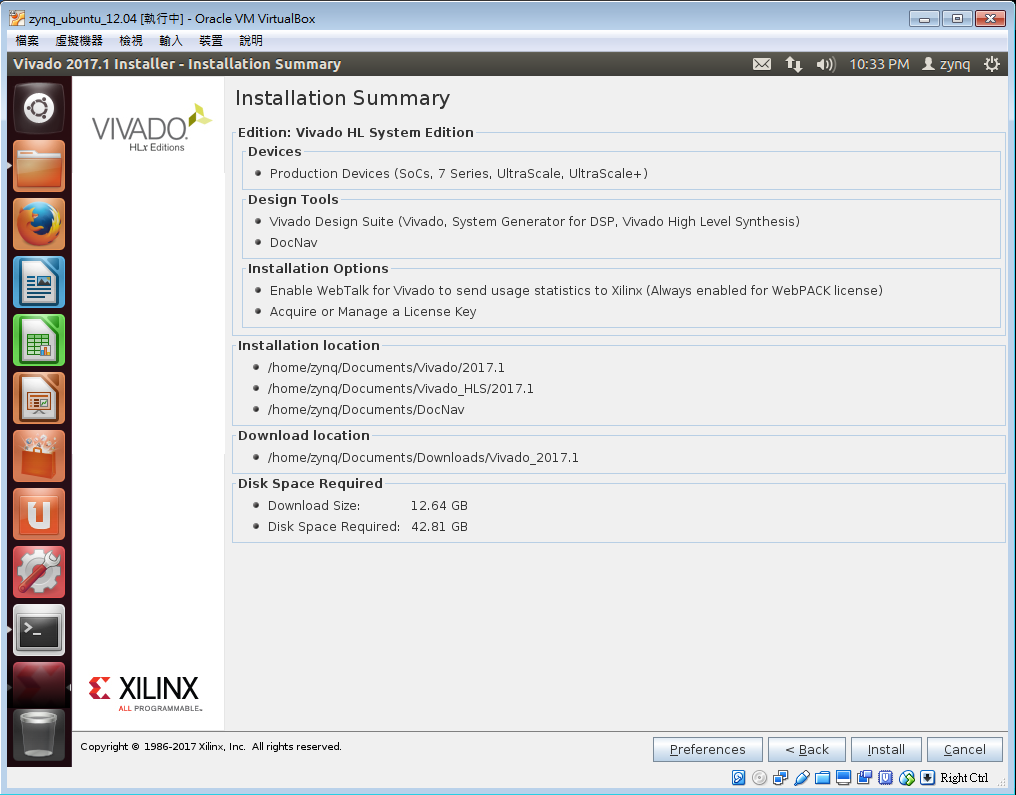 zynq_ubuntu_12.04 [執行中] - Oracle VM VirtualBox
檔案 虛擬機器 檢視 輸入 裝置 說明
Vivado 2017.1 Installer - Installation Summary 10:33 PM zynq
VIVADO.
HLx Editions
Installation Summary
Edition: Vivado HL System Edition
Devices
Production Devices (SoCs, 7 Series, UltraScale, UltraScale+)
Design Tools
Vivado Design Suite (Vivado, System Generator for DSP, Vivado High Level Synthesis)
DocNav
Installation Options
Enable WebTalk for Vivado to send usage statistics to Xilinx (Always enabled for WebPACK license)
Acquire or Manage a License Key
Installation location
/home/zynq/Documents/Vivado/2017.1
/home/zynq/Documents/Vivado_HLS/2017.1
/home/zynq/Documents/DocNav
Download location
/home/zynq/Documents/Downloads/Vivado_2017.1
Disk Space Required
Download Size: 12.64 GB
Disk Space Required: 42.81 GB
XILINX
ALL PROGRAMMABLE™
Copyright © 1986-2017 Xilinx, Inc. All rights reserved.
Preferences < Back Install Cancel
Right Ctrl